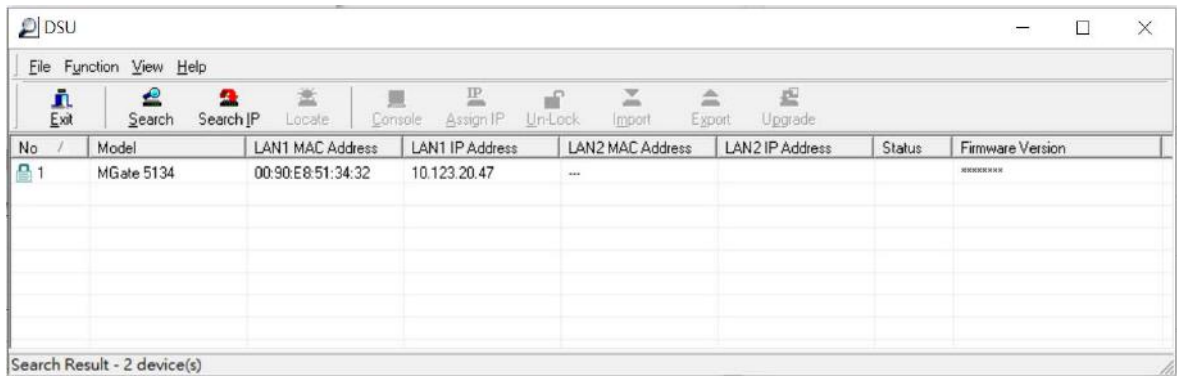 DSU
File Function View Help
Exit Search Search IP Locate Console Assign IP Un-Lock Import Export Upgrade
No / Model LAN1 MAC Address LAN1 IP Address LAN2 MAC Address LAN2 IP Address Status Firmware Version
1 MGate 5134 00:90:E8:51:34:32 10.123.20.47 --- ********
Search Result - 2 device(s)